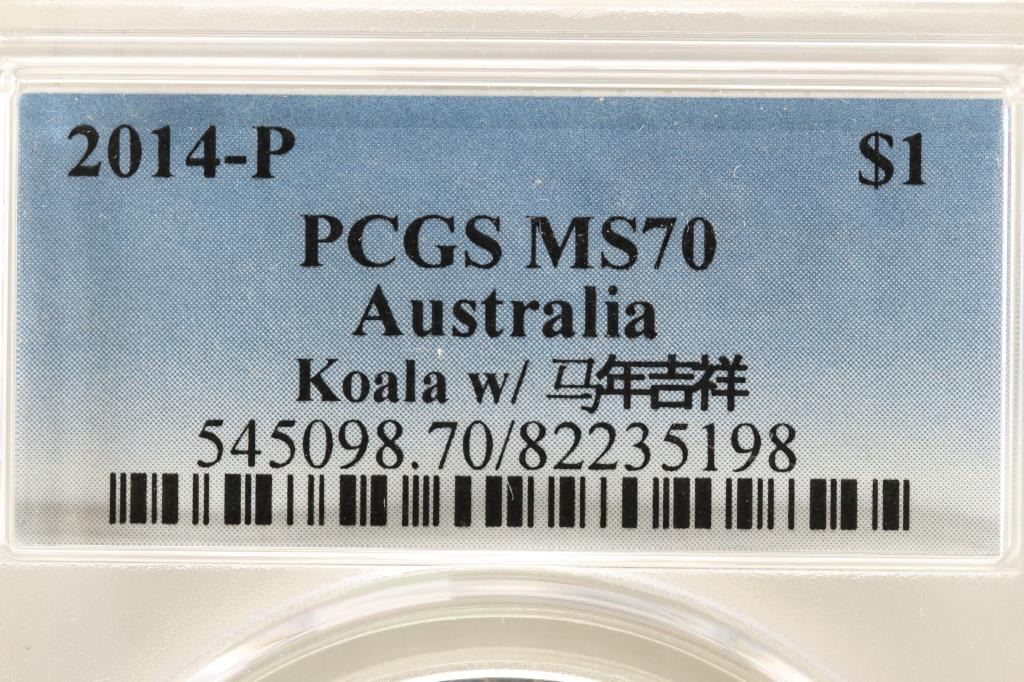 2014-P $1
PCGS MS70
Australia
Koala w/ 马年吉祥
545098.70/82235198